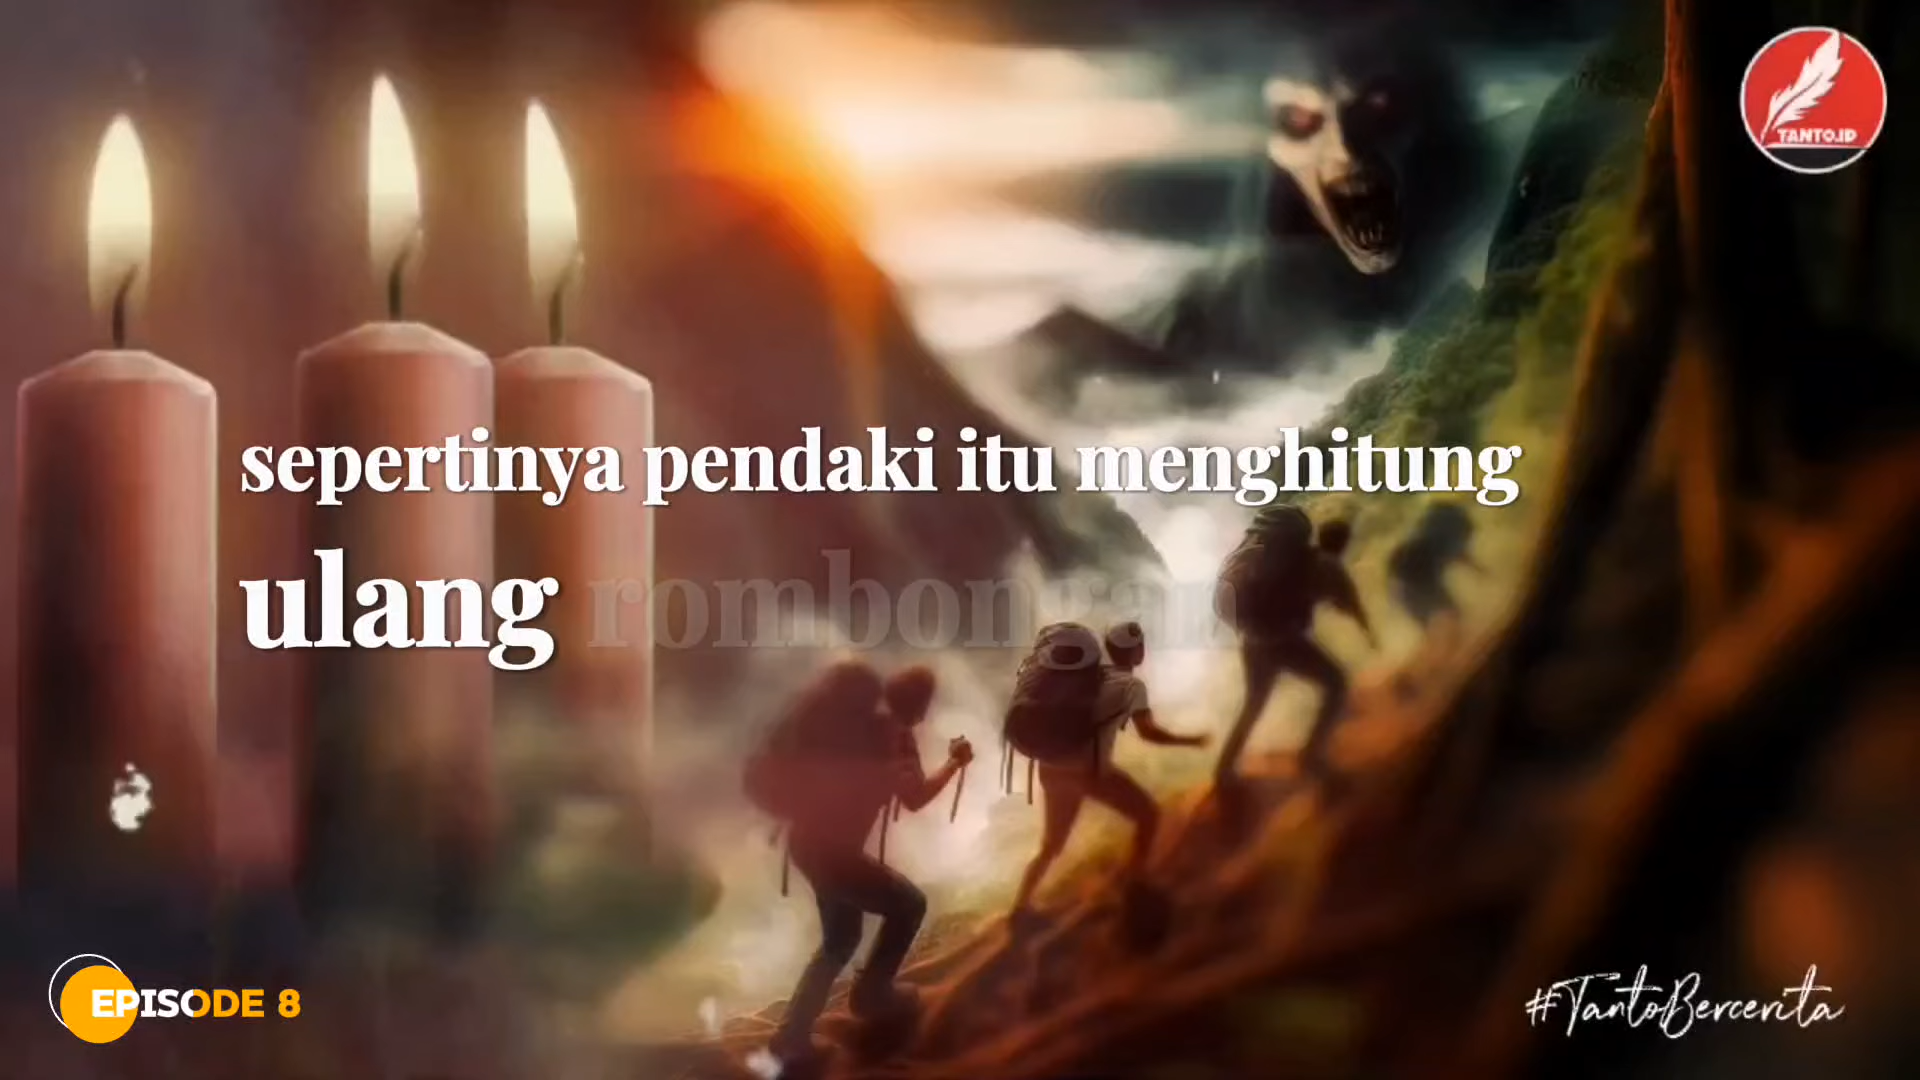 TANTO.ID
sepertinya pendaki itu menghitung
ulang rombongan
EPISODE 8
#TantoBercerita